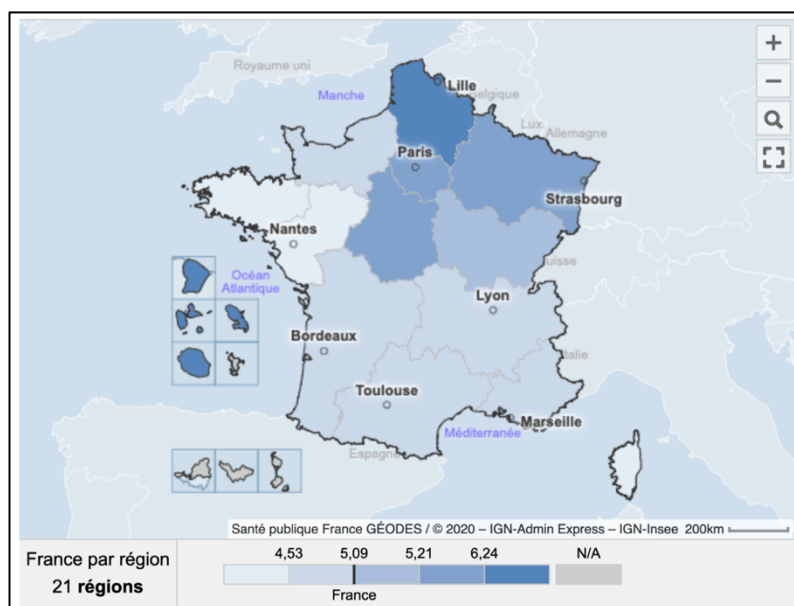 Royaume uni
Manche
Lille
Belgique
Lux.
Allemagne
Paris
Strasbourg
Nantes
Suisse
Océan
Atlantique
Lyon
Bordeaux
Italie
Toulouse
Marseille
Méditerranée
Espagne
Santé publique France GÉODES / © 2020 – IGN-Admin Express – IGN-Insee 200km
France par région
21 régions
4,53 5,09 5,21 6,24 N/A
France